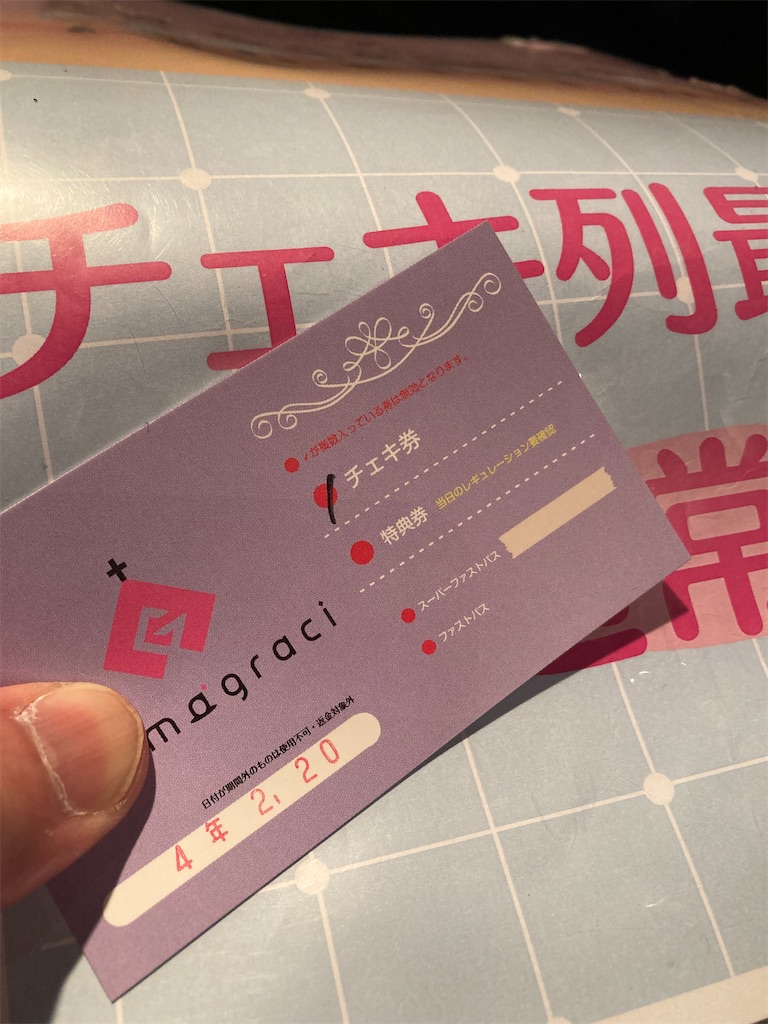 チェキ列最
常
✓が複数入っている券は無効となります。
チェキ券
特典券 当日のレギュレーション要確認
スーパーファストパス
ファストパス
magraci
日付が期間外のものは使用不可・返金対象外
4年 2.20